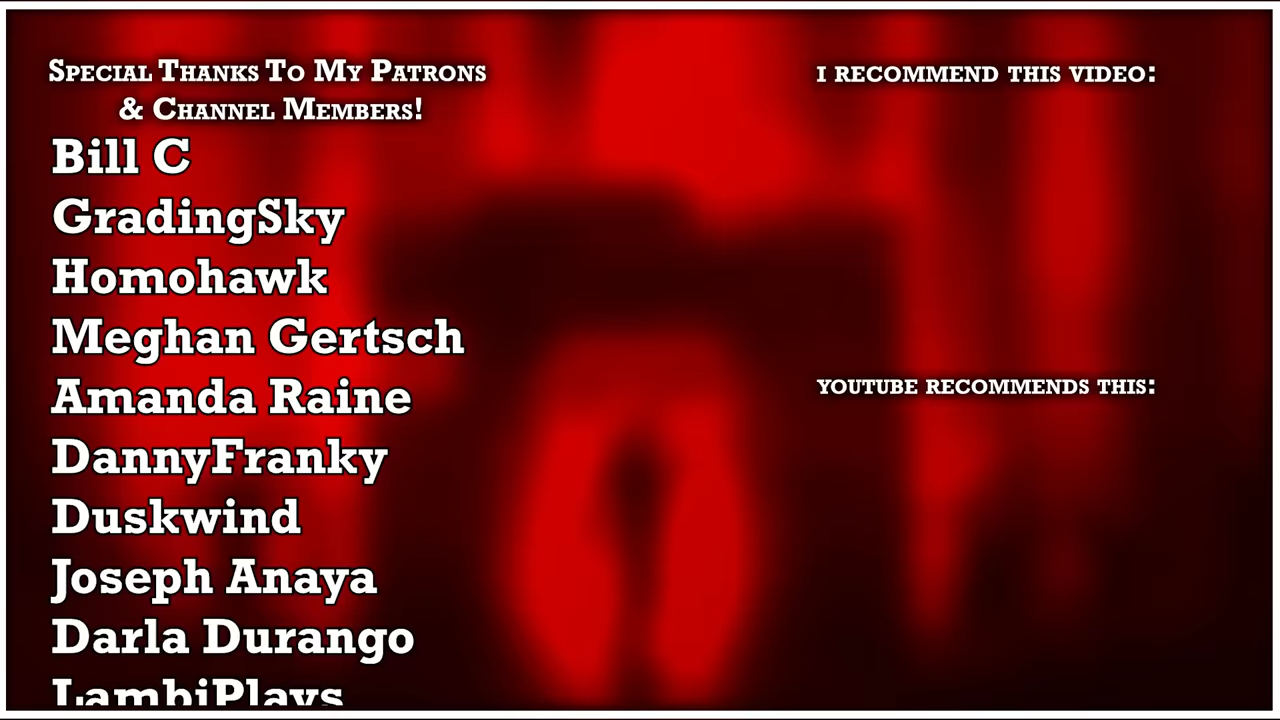 Special Thanks To My Patrons
& Channel Members!
Bill C
GradingSky
Homohawk
Meghan Gertsch
Amanda Raine
DannyFranky
Duskwind
Joseph Anaya
Darla Durango
LambiPlays
I RECOMMEND THIS VIDEO:
YOUTUBE RECOMMENDS THIS: